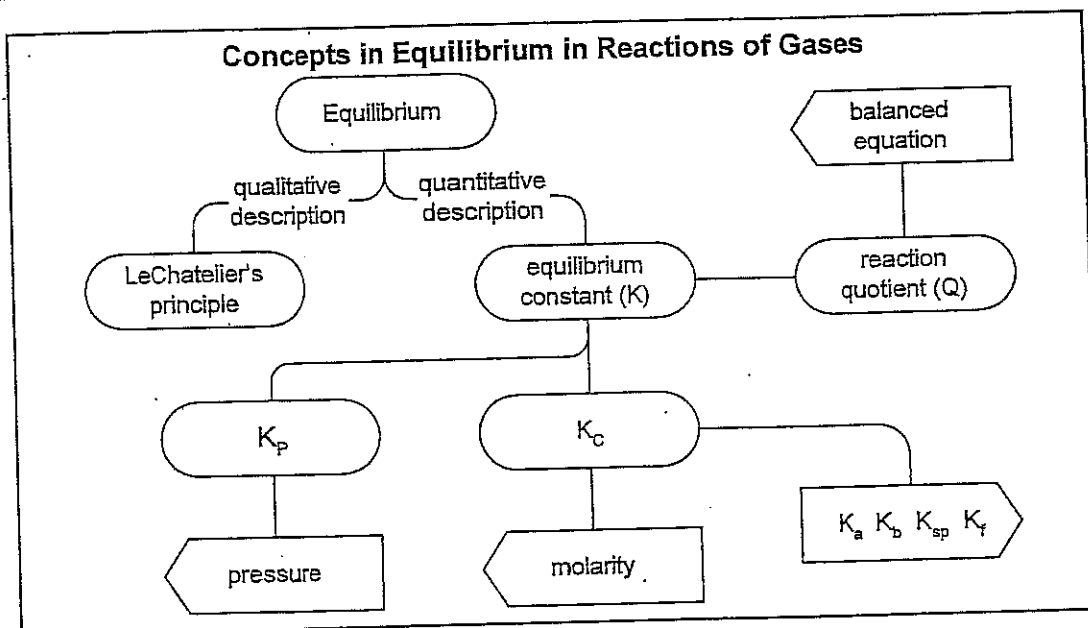 Concepts in Equilibrium in Reactions of Gases
Equilibrium
balanced
equation
qualitative
description
quantitative
description
LeChatelier's
principle
equilibrium
constant (K)
reaction
quotient (Q)
K_P
K_C
K_a K_b K_sp K_f
pressure
molarity